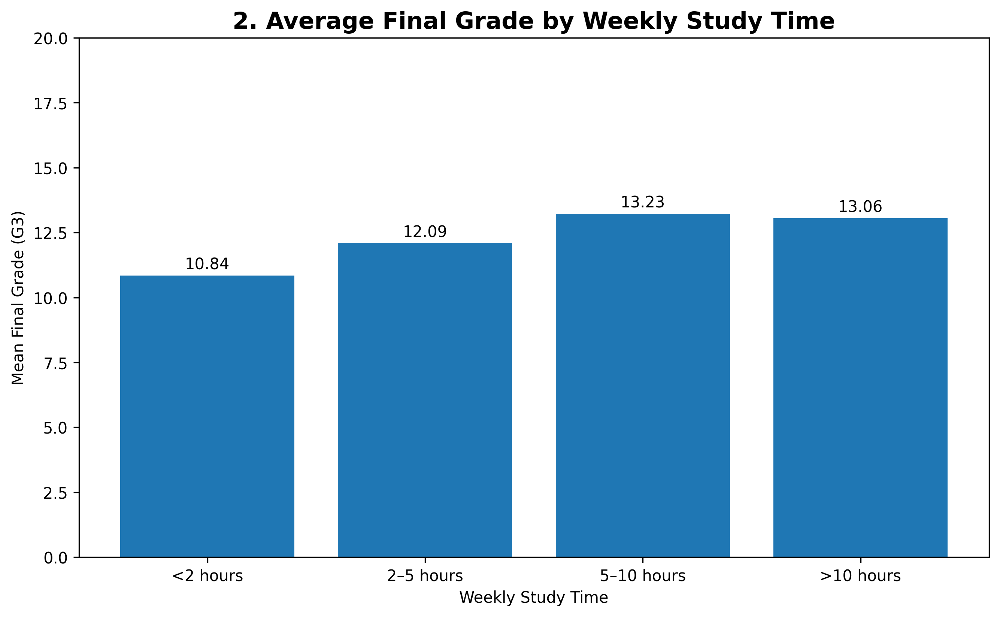 2. Average Final Grade by Weekly Study Time
20.0
17.5
15.0
12.5
10.0
7.5
5.0
2.5
0.0
Mean Final Grade (G3)
10.84
12.09
13.23
13.06
<2 hours
2–5 hours
5–10 hours
>10 hours
Weekly Study Time